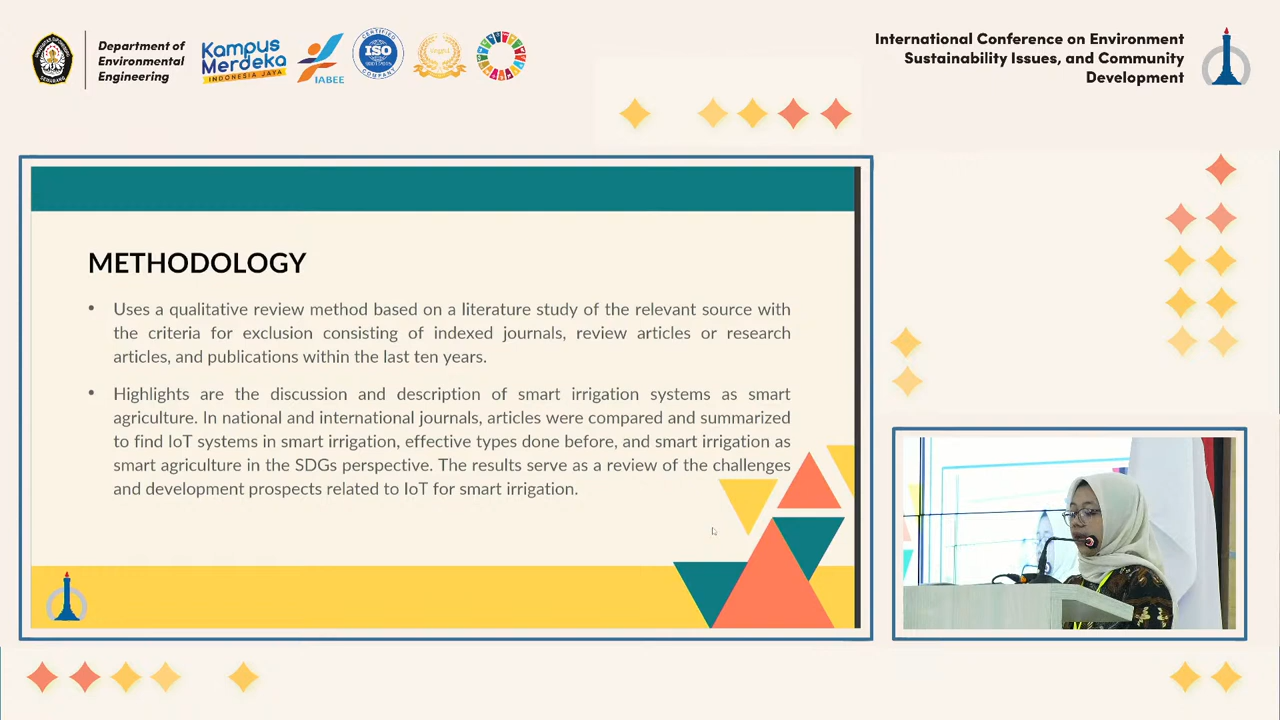 Department of
Environmental
Engineering
Kampus
Merdeka
INDONESIA JAYA
IABEE
CERTIFIED
ISO
9001:2015
COMPANY
International Conference on Environment
Sustainability Issues, and Community
Development
METHODOLOGY
• Uses a qualitative review method based on a literature study of the relevant source with
the criteria for exclusion consisting of indexed journals, review articles or research
articles, and publications within the last ten years.
• Highlights are the discussion and description of smart irrigation systems as smart
agriculture. In national and international journals, articles were compared and summarized
to find IoT systems in smart irrigation, effective types done before, and smart irrigation as
smart agriculture in the SDGs perspective. The results serve as a review of the challenges
and development prospects related to IoT for smart irrigation.